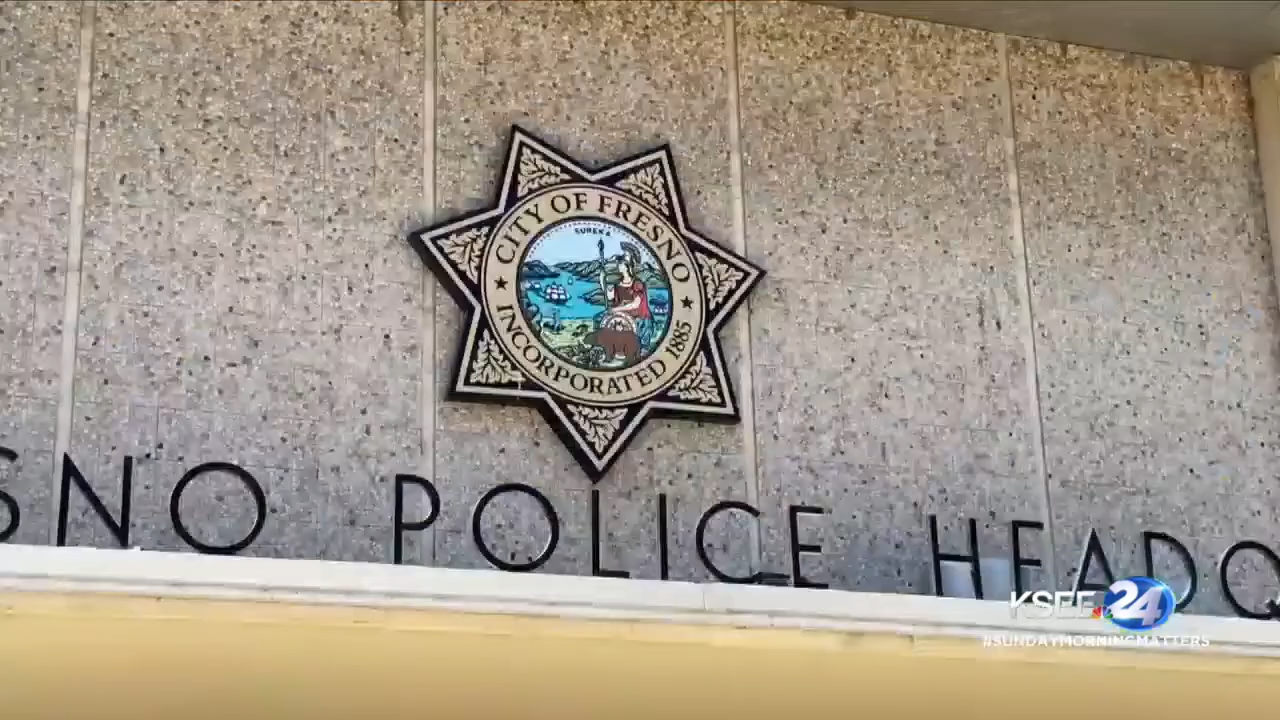 CITY OF FRESNO
EUREKA
INCORPORATED 1885
SNO POLICE HEADQ
KSEE 24
#SUNDAYMORNINGMATTERS